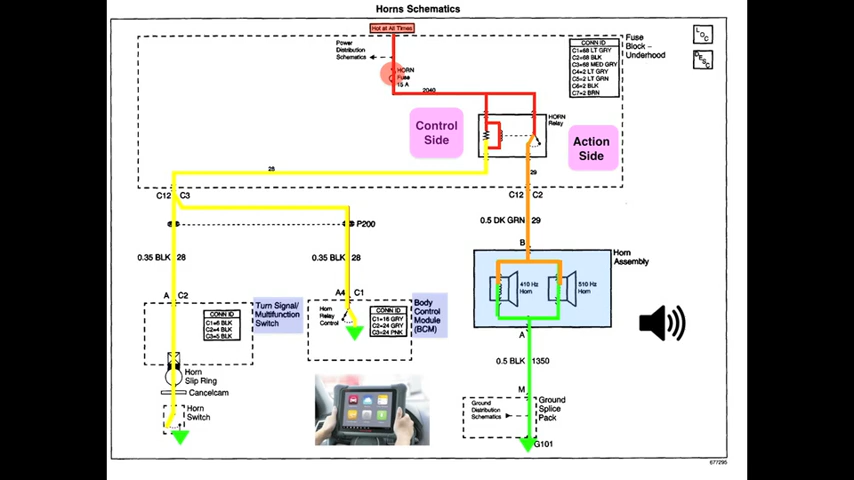 Horns Schematics
Hot at All Times
Power
Distribution
Schematics
HORN
Fuse
15 A
2040
CONN ID
C1=68 LT GRY
C2=68 BLK
C3=68 MED GRY
C4=2 LT GRY
C5=2 LT GRN
C6=2 BLK
C7=2 BRN
Fuse
Block –
Underhood
LOC
DESC
Control
Side
HORN
Relay
Action
Side
28
29
C12
C3
C12
C2
P200
0.5 DK GRN
29
0.35 BLK
28
0.35 BLK
28
B
Horn
Assembly
410 Hz
Horn
510 Hz
Horn
A
C2
CONN ID
C1=6 BLK
C2=4 BLK
C3=5 BLK
Turn Signal/
Multifunction
Switch
A4
C1
Horn
Relay
Control
CONN ID
C1=16 GRY
C2=24 GRY
C3=24 PNK
Body
Control
Module
(BCM)
A
0.5 BLK
1350
Horn
Slip Ring
Cancelcam
Horn
Switch
M
Ground
Distribution
Schematics
Ground
Splice
Pack
G101
677295